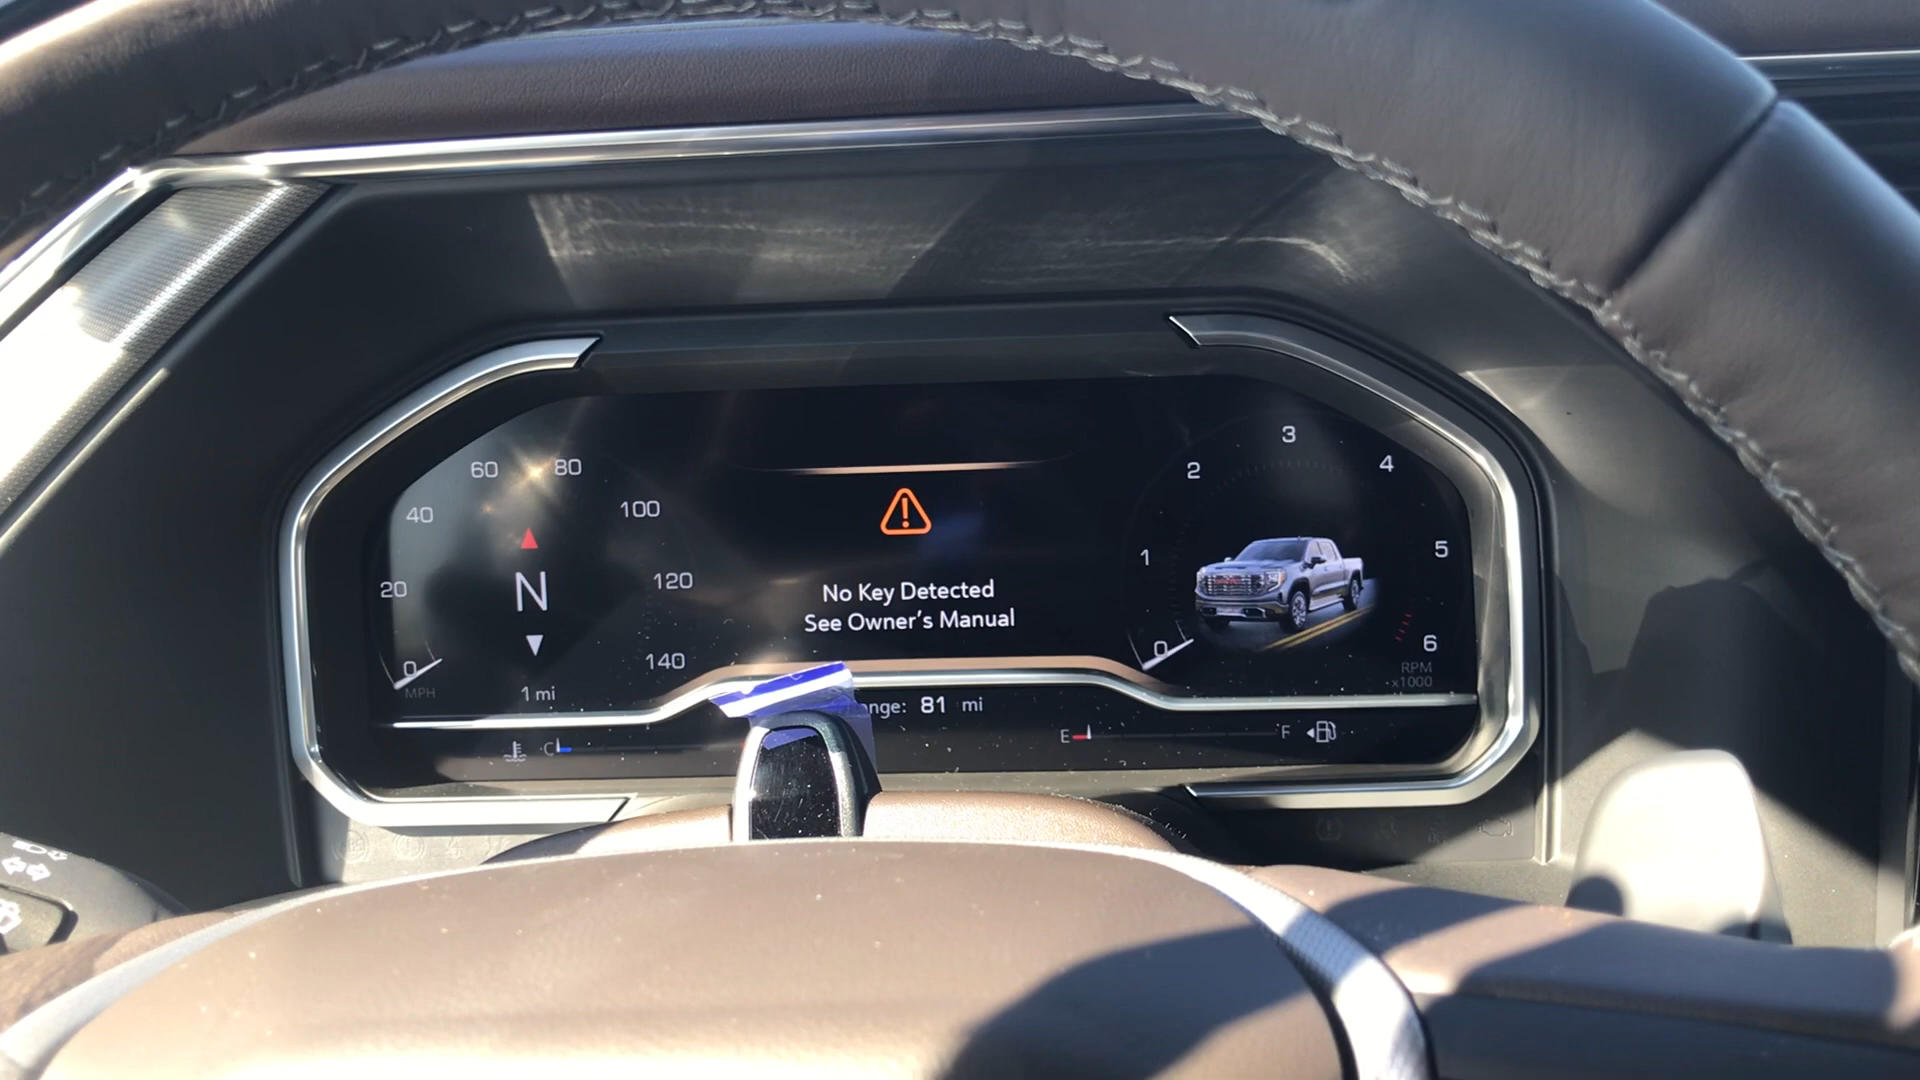 60 80
40 100
20 120
0 140
MPH
N
1 mi
No Key Detected
See Owner's Manual
ange: 81 mi
0 1 2 3 4 5 6
RPM
x1000
C
E F